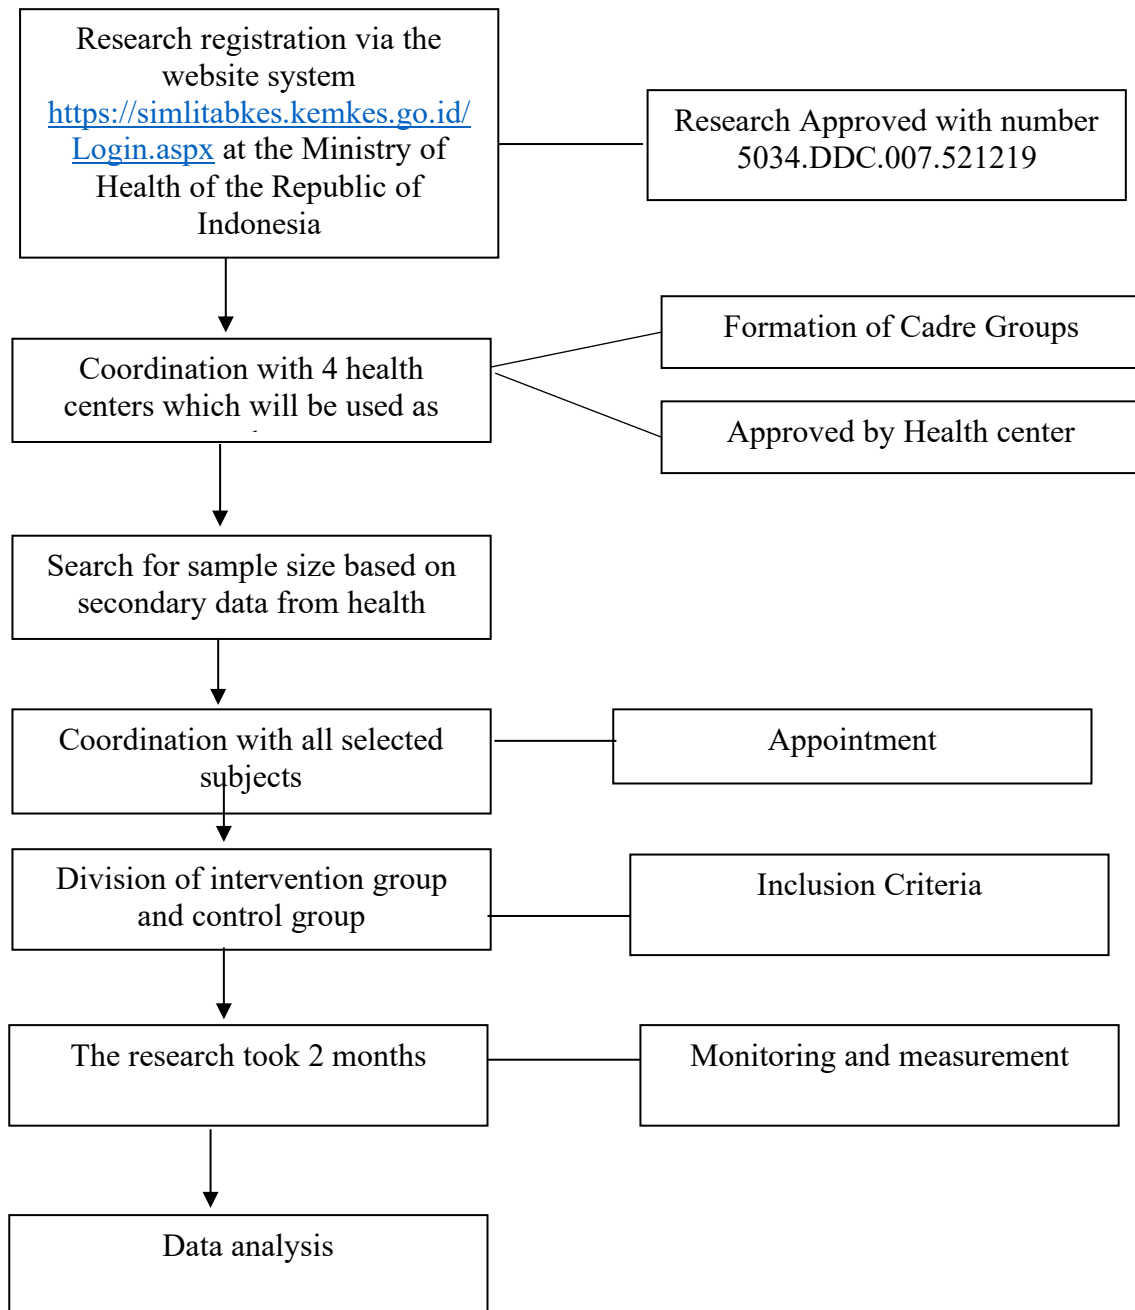 Research registration via the
website system
https://simlitabkes.kemkes.go.id/
Login.aspx at the Ministry of
Health of the Republic of
Indonesia
Research Approved with number
5034.DDC.007.521219
Coordination with 4 health
centers which will be used as
Formation of Cadre Groups
Approved by Health center
Search for sample size based on
secondary data from health
Coordination with all selected
subjects
Appointment
Division of intervention group
and control group
Inclusion Criteria
The research took 2 months
Monitoring and measurement
Data analysis